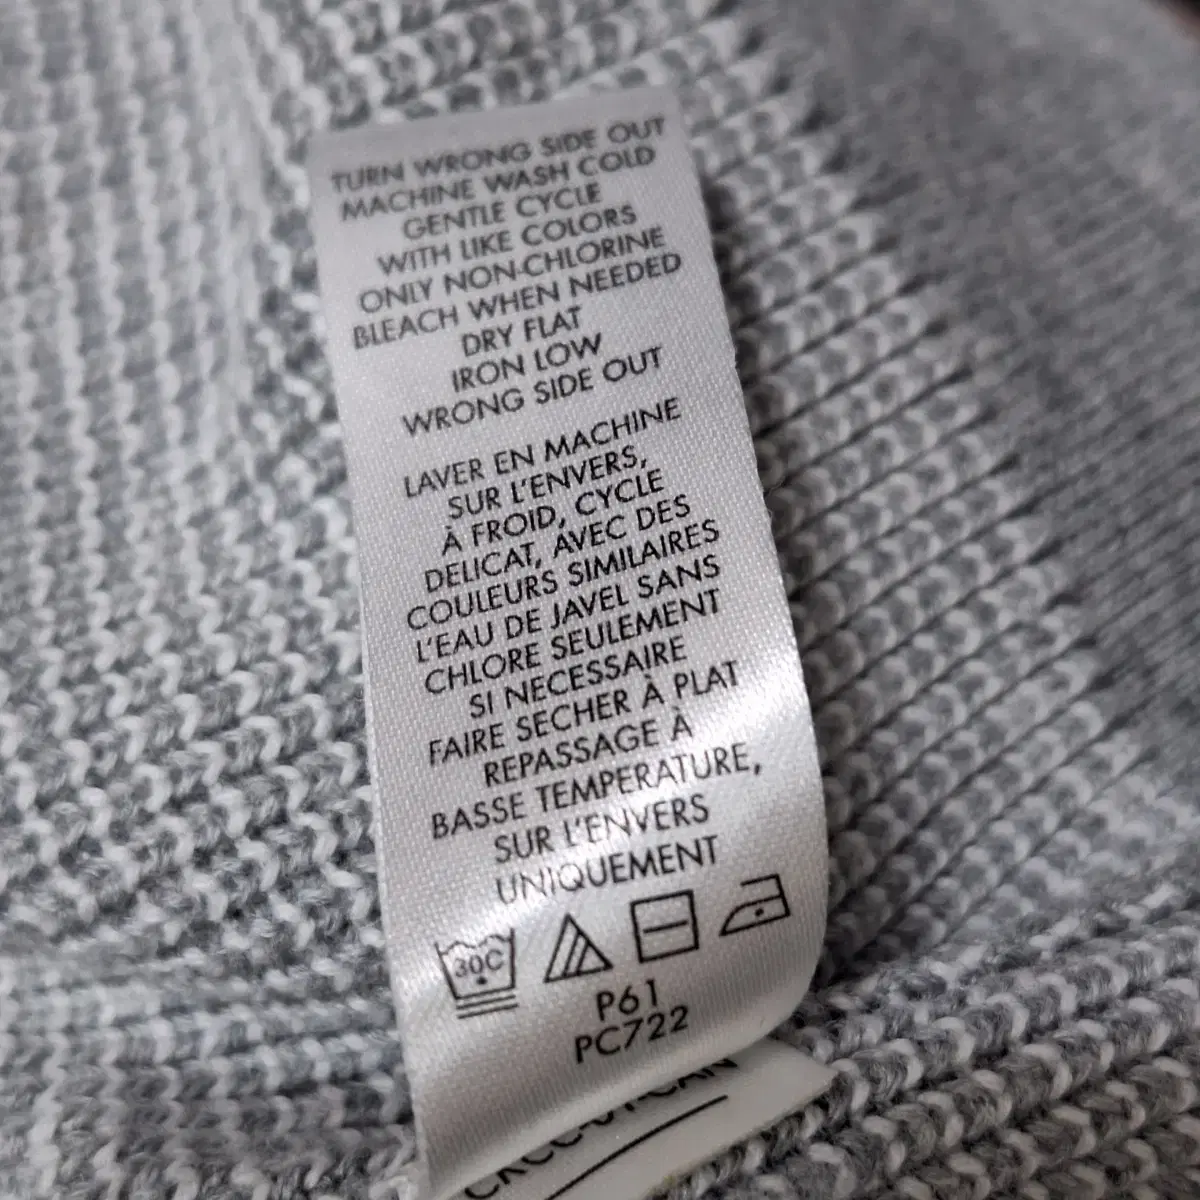 TURN WRONG SIDE OUT
MACHINE WASH COLD
GENTLE CYCLE
WITH LIKE COLORS
ONLY NON-CHLORINE
BLEACH WHEN NEEDED
DRY FLAT
IRON LOW
WRONG SIDE OUT
LAVER EN MACHINE
SUR L'ENVERS,
À FROID, CYCLE
DELICAT, AVEC DES
COULEURS SIMILAIRES
L'EAU DE JAVEL SANS
CHLORE SEULEMENT
SI NECESSAIRE
FAIRE SECHER À PLAT
REPASSAGE À
BASSE TEMPERATURE,
SUR L'ENVERS
UNIQUEMENT
30C
P61
PC722